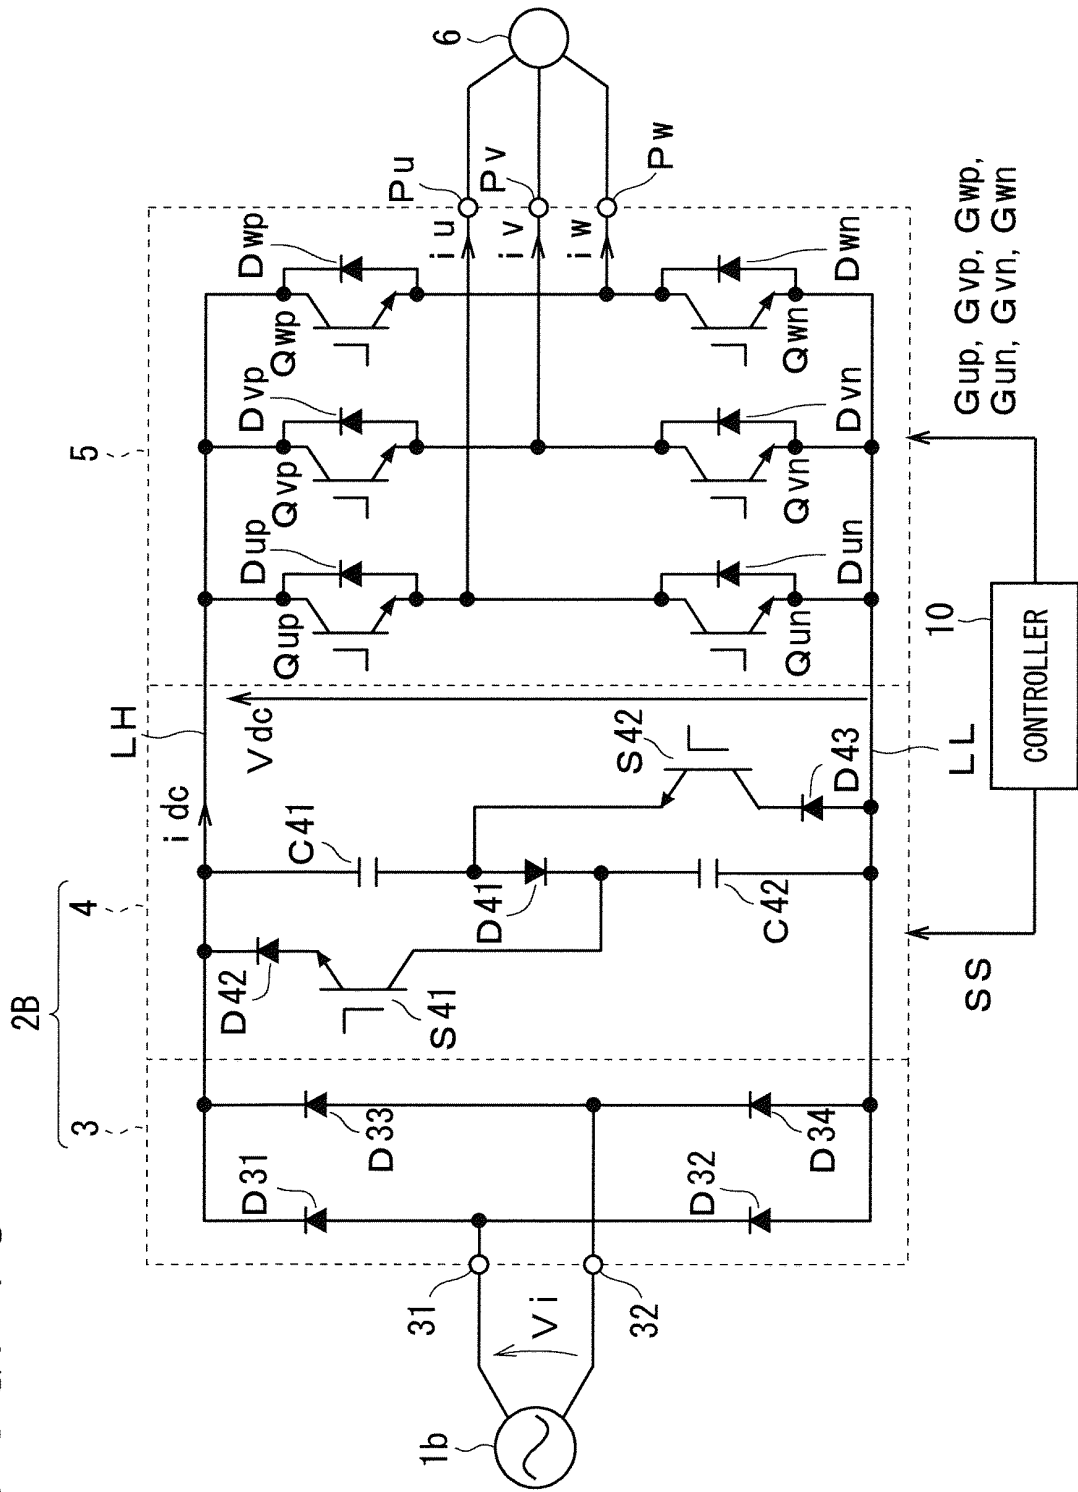 2B
3
4
5
D31
D33
D32
D34
31
32
Vi
1b
D42
S41
D41
C41
C42
S42
D43
idc
LH
Vdc
LL
Qup
Dup
Qvp
Dvp
Qwp
Dwp
Qun
Dun
Qvn
Dvn
Qwn
Dwn
iu
iv
iw
Pu
Pv
Pw
6
SS
10
CONTROLLER
Gup, Gvp, Gwp,
Gun, Gvn, Gwn